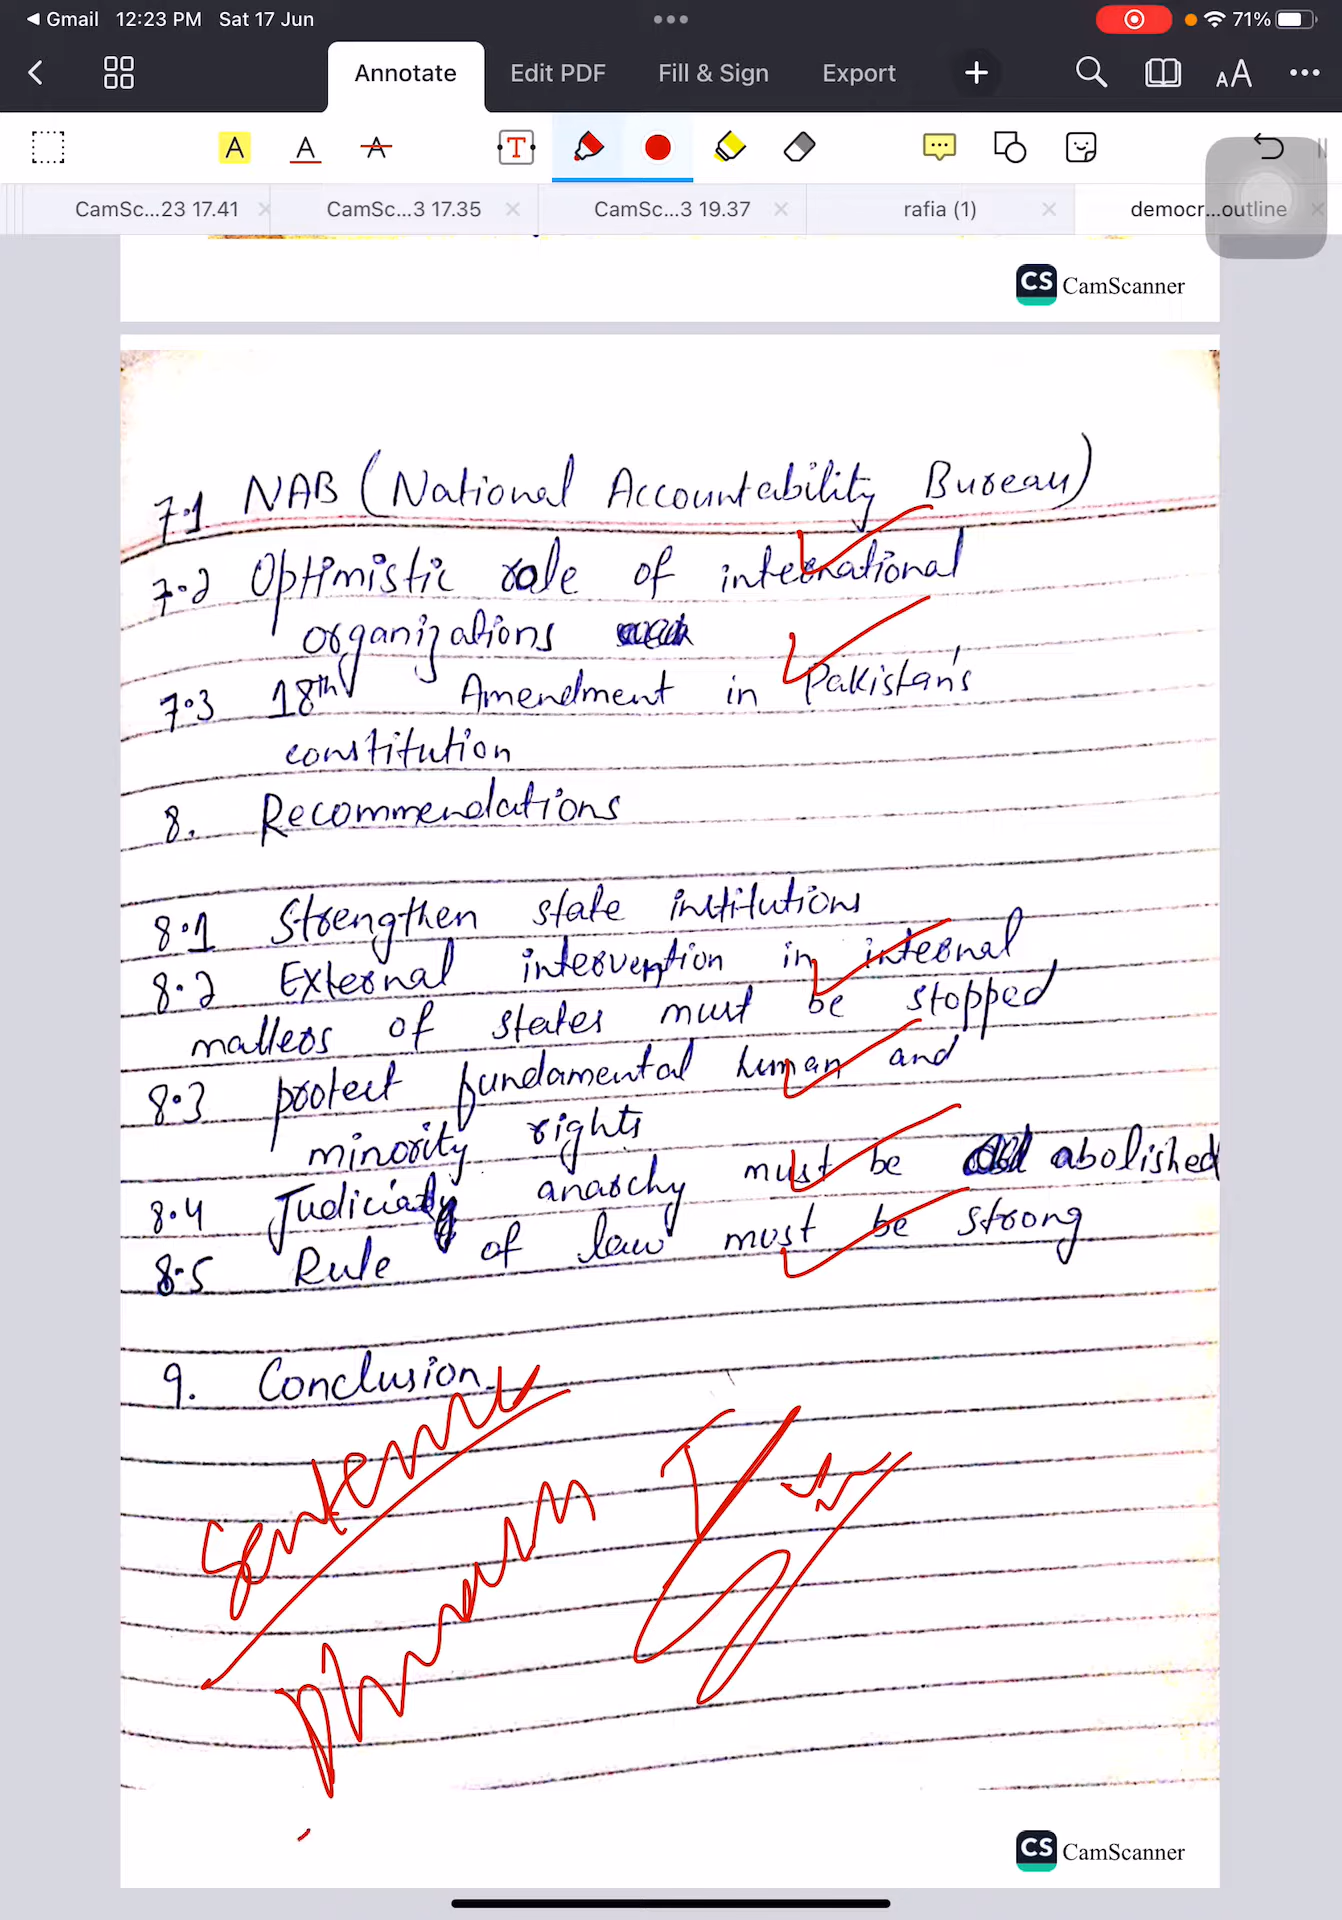 Gmail 12:23 PM Sat 17 Jun 71%
Annotate Edit PDF Fill & Sign Export
CamSc...23 17.41 CamSc...3 17.35 CamSc...3 19.37 rafia (1) democr...outline
CS CamScanner
7.1 NAB (National Accountability Bureau)
7.2 Optimistic role of international
organizations
7.3 18th Amendment in Pakistan's
constitution
8. Recommendations
8.1 Strengthen state institutions
8.2 External intervention in internal
matters of states must be stopped
8.3 protect fundamental human and
minority rights
8.4 Judiciary anarchy must be abolished
8.5 Rule of law must be strong
9. Conclusion
CS CamScanner